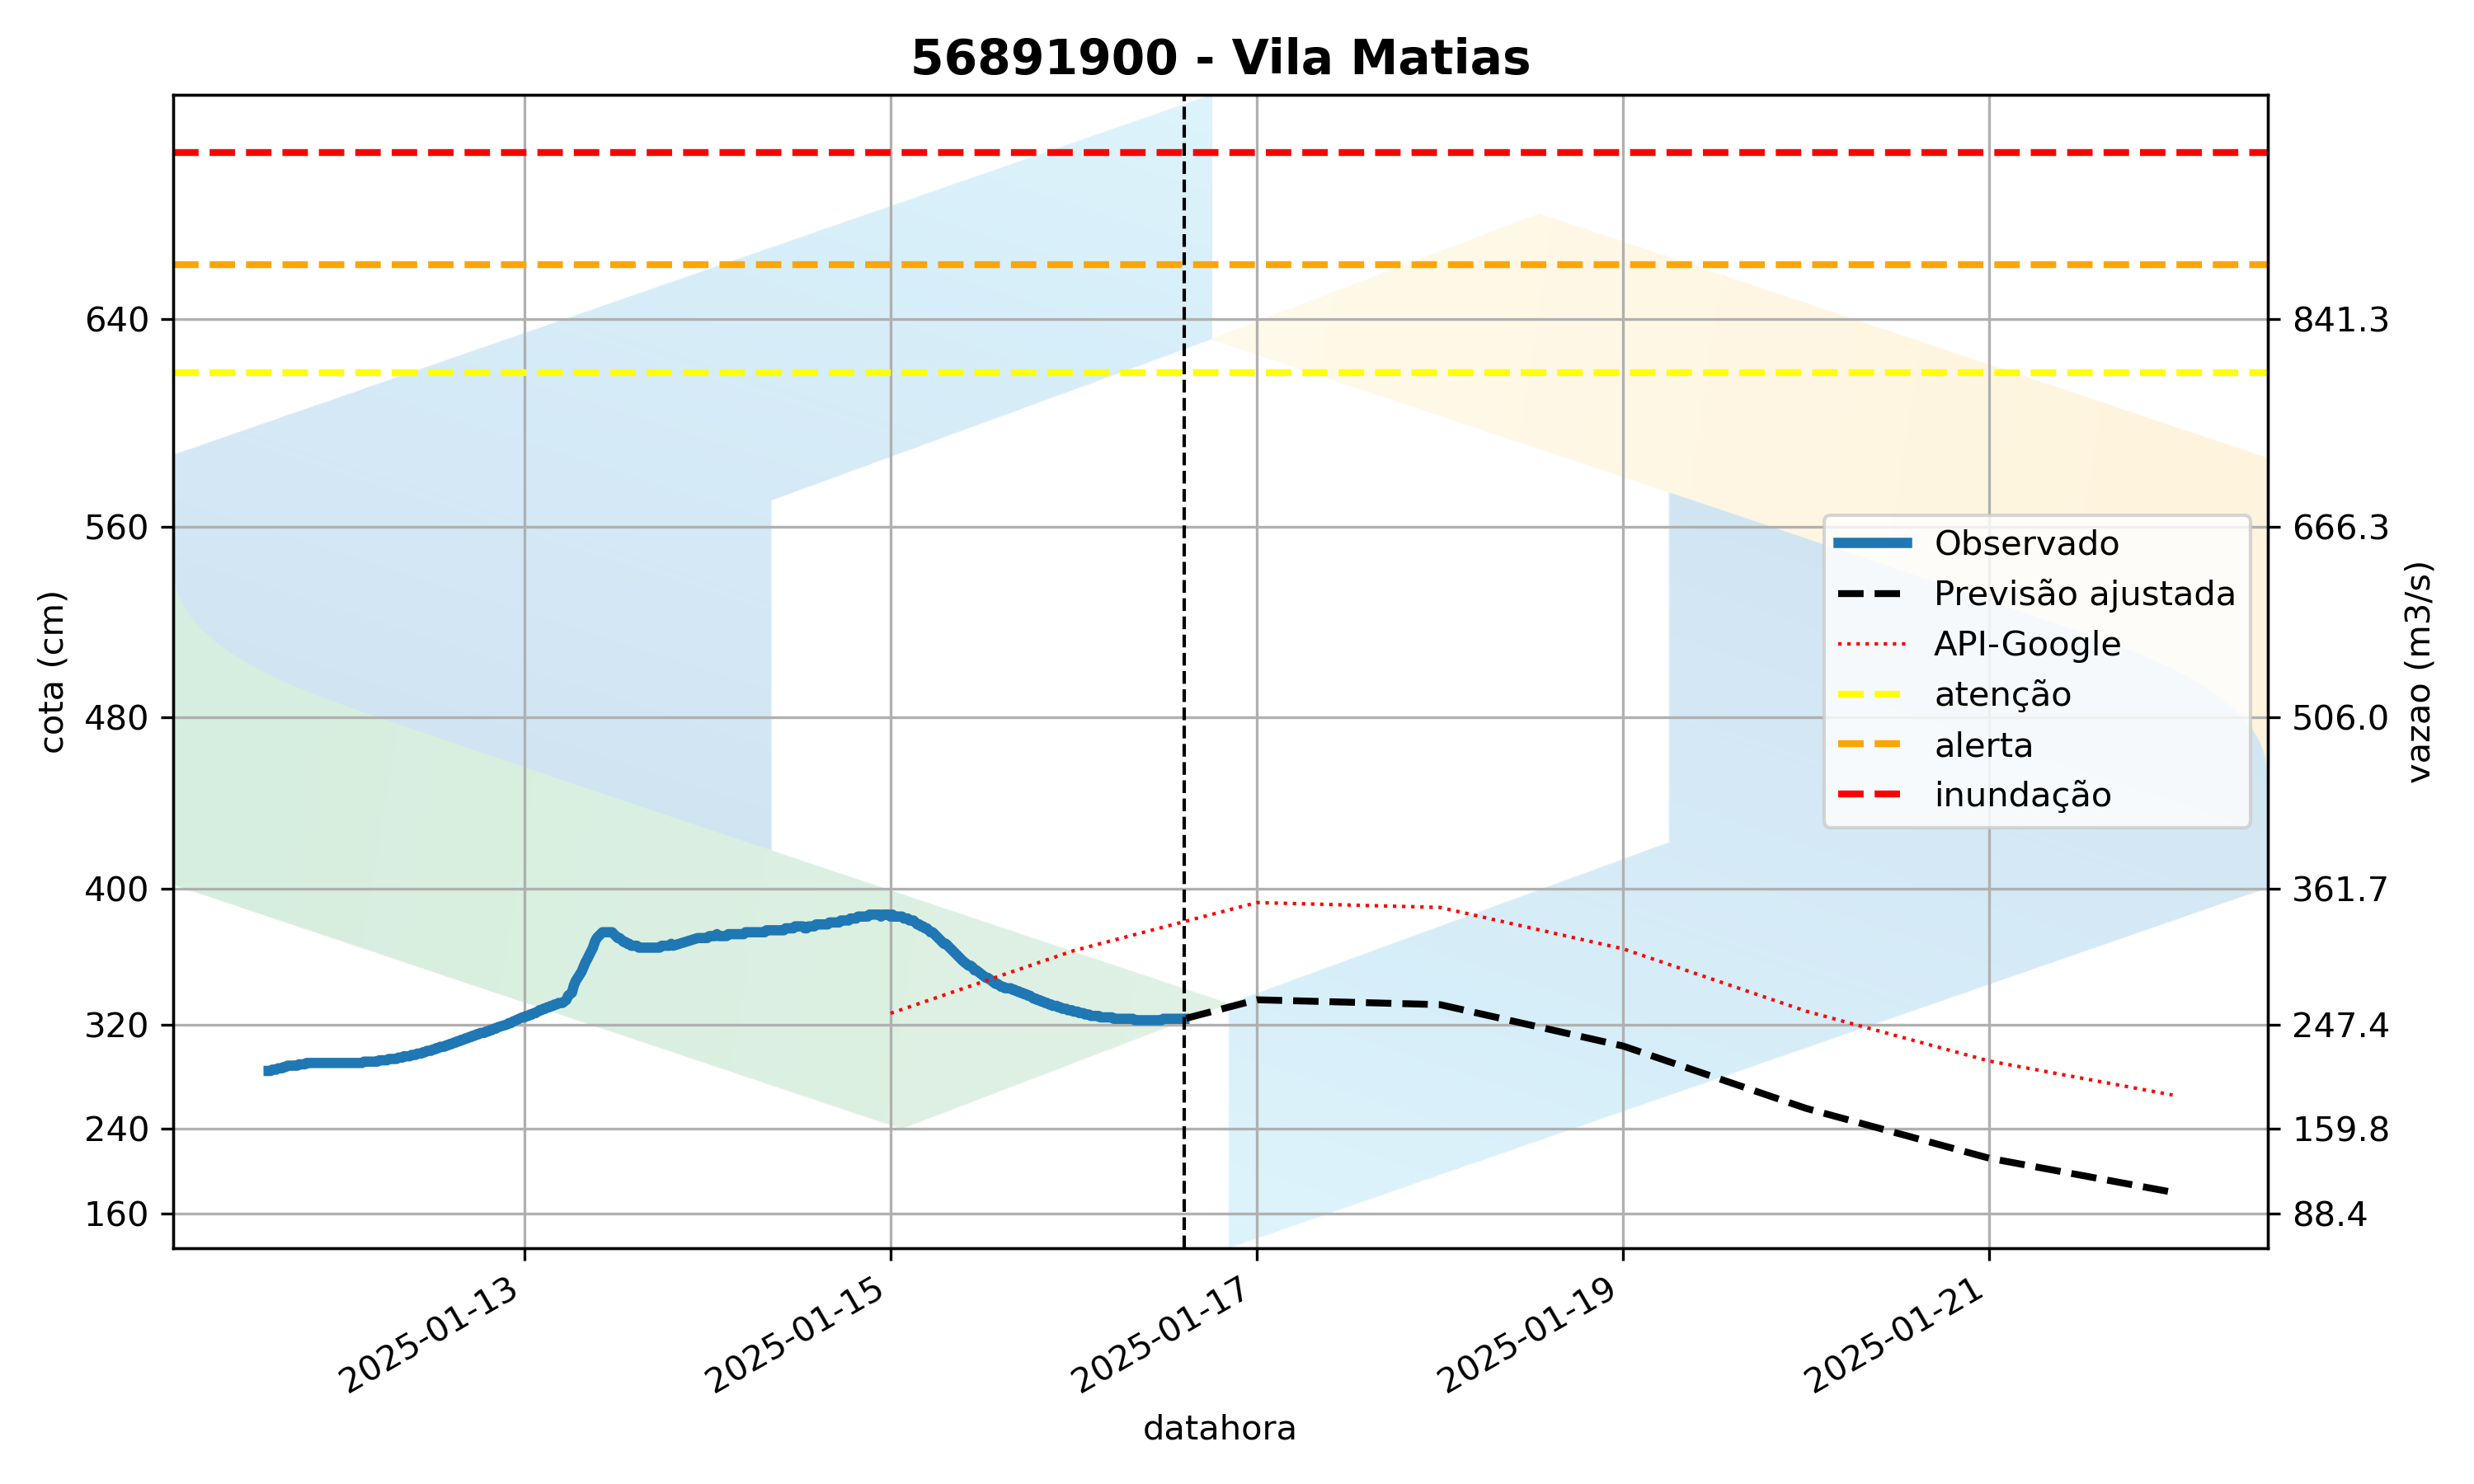 56891900 - Vila Matias
cota (cm)
640
560
480
400
320
240
160
841.3
666.3
506.0
361.7
247.4
159.8
88.4
vazao (m3/s)
Observado
Previsão ajustada
API-Google
atenção
alerta
inundação
2025-01-13
2025-01-15
2025-01-17
2025-01-19
2025-01-21
datahora